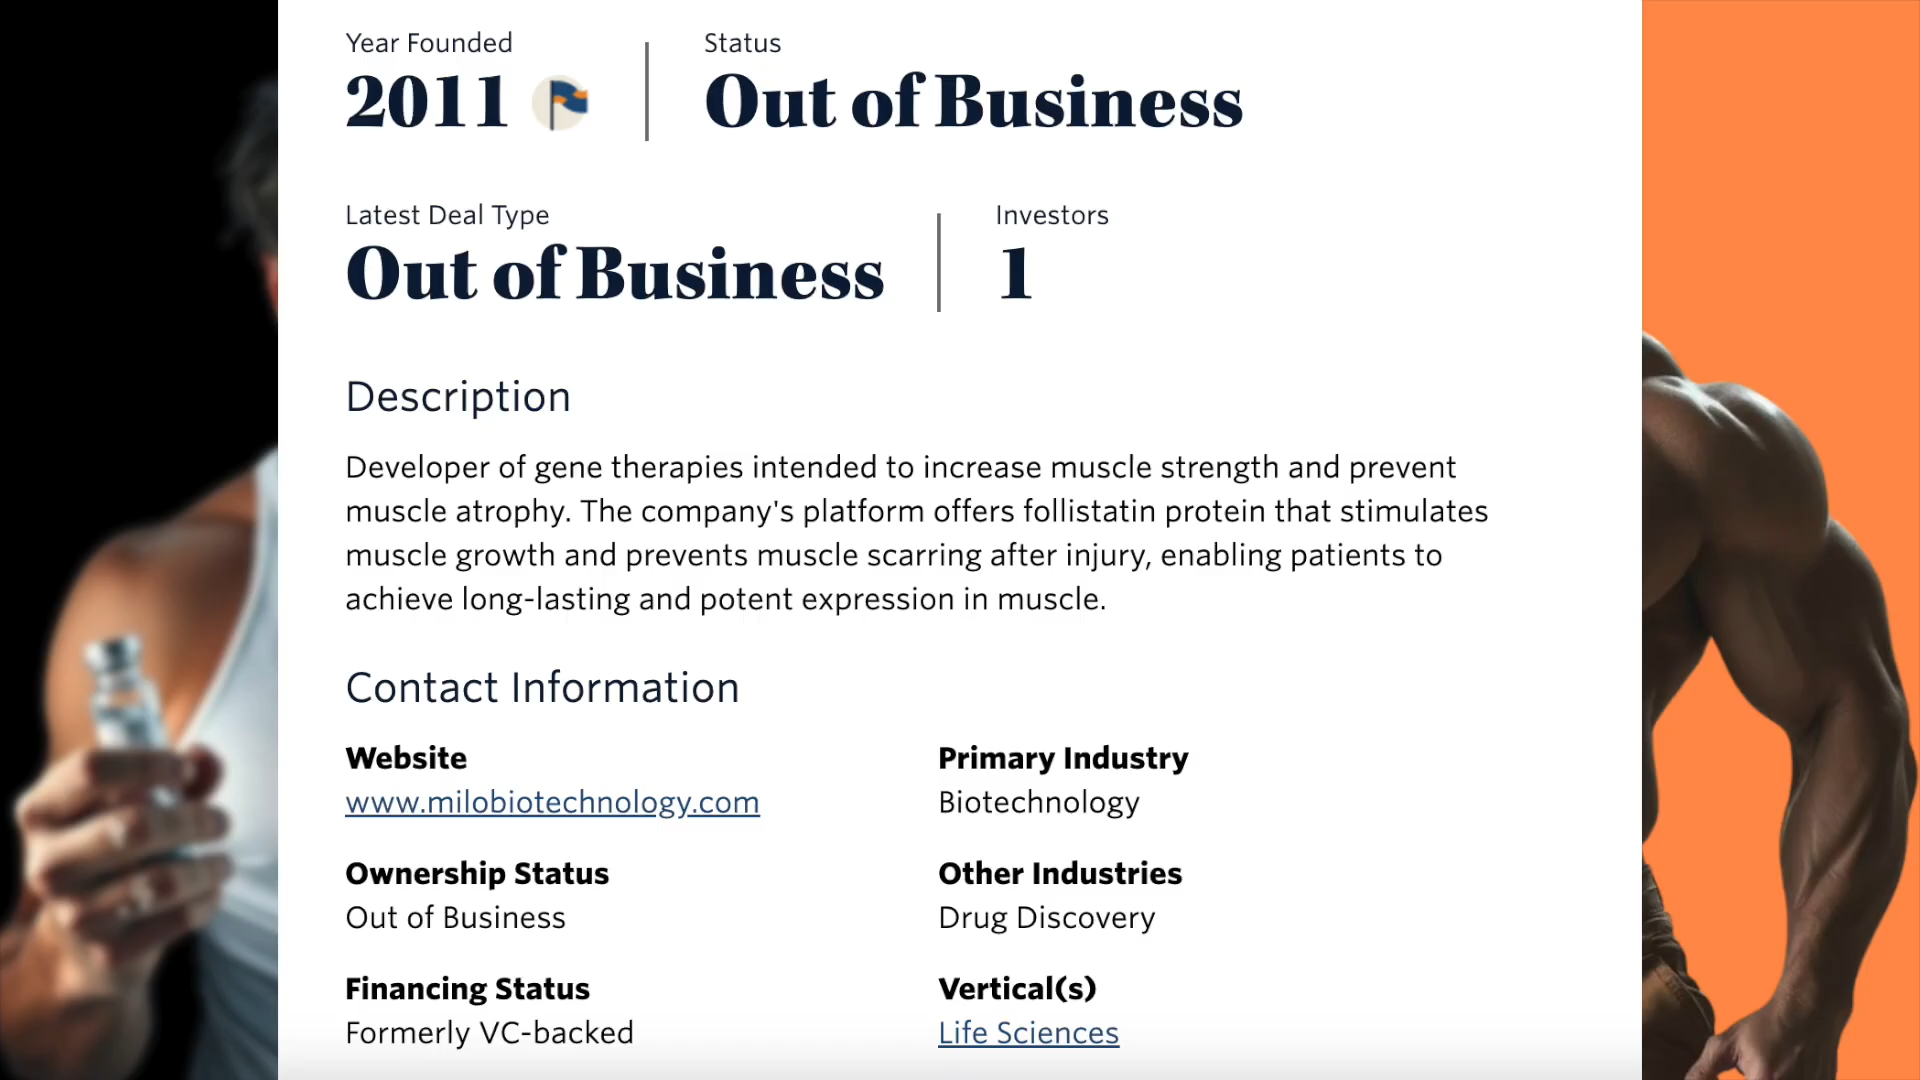 Year Founded
2011
Status
Out of Business
Latest Deal Type
Out of Business
Investors
1
Description
Developer of gene therapies intended to increase muscle strength and prevent
muscle atrophy. The company's platform offers follistatin protein that stimulates
muscle growth and prevents muscle scarring after injury, enabling patients to
achieve long-lasting and potent expression in muscle.
Contact Information
Website
www.milobiotechnology.com
Primary Industry
Biotechnology
Ownership Status
Out of Business
Other Industries
Drug Discovery
Financing Status
Formerly VC-backed
Vertical(s)
Life Sciences